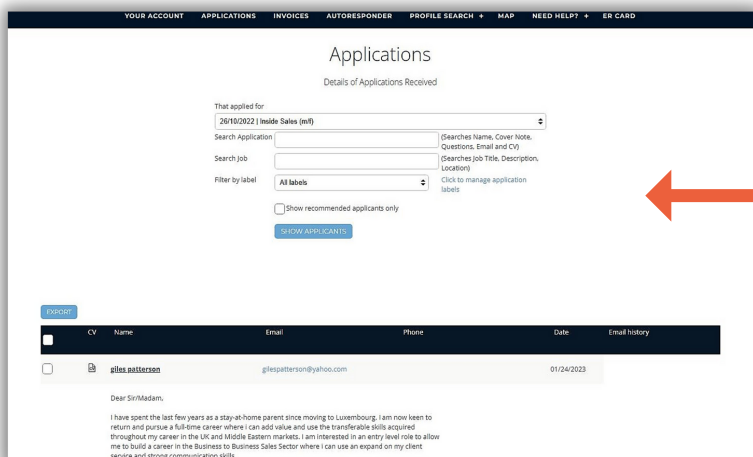 YOUR ACCOUNT APPLICATIONS INVOICES AUTORESPONDER PROFILE SEARCH + MAP NEED HELP? + ER CARD
Applications
Details of Applications Received
That applied for
26/10/2022 | Inside Sales (m/f)
Search Application
(Searches Name, Cover Note,
Questions, Email and CV)
Search Job
(Searches Job Title, Description,
Location)
Filter by label
All labels
Click to manage application
labels
Show recommended applicants only
SHOW APPLICANTS
EXPORT
CV Name Email Phone Date Email history
giles patterson gilespatterson@yahoo.com 01/24/2023
Dear Sir/Madam,
I have spent the last few years as a stay-at-home parent since moving to Luxembourg. I am now keen to
return and pursue a full-time career where i can add value and use the transferable skills acquired
throughout my career in the UK and Middle Eastern markets. I am interested in an entry level role to allow
me to build a career in the Business to Business Sales Sector where I can use an expand on my client
service and strong communication skills.